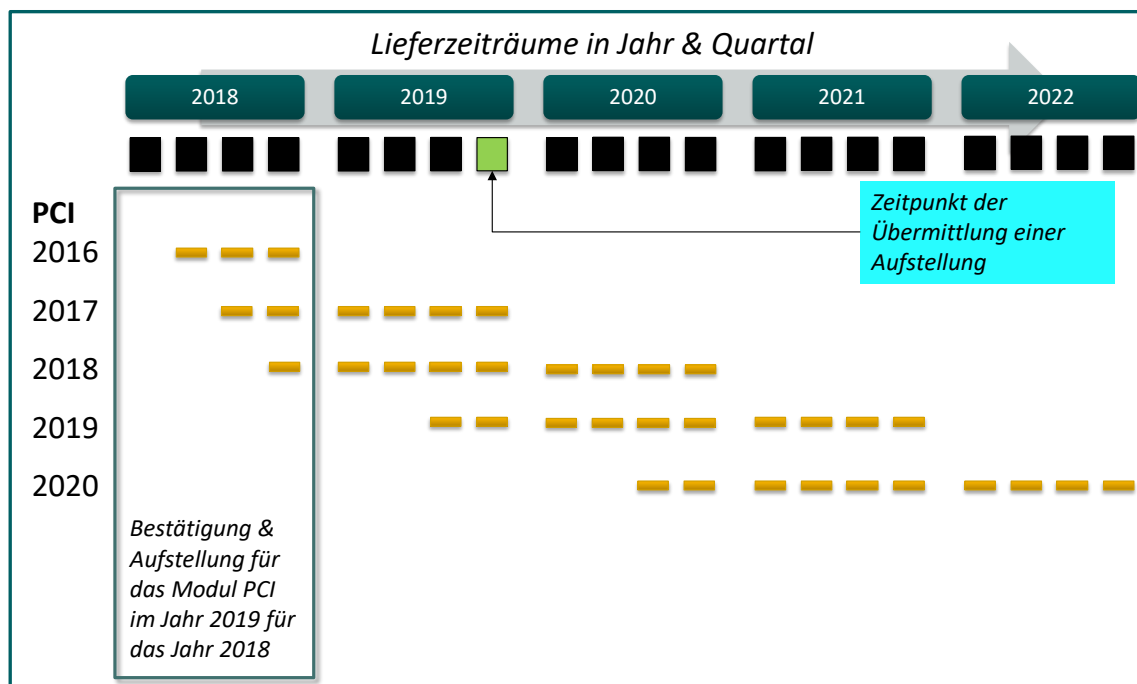 Lieferzeiträume in Jahr & Quartal
2018 2019 2020 2021 2022
Zeitpunkt der
Übermittlung einer
Aufstellung
PCI
2016
2017
2018
2019
2020
Bestätigung &
Aufstellung für
das Modul PCI
im Jahr 2019 für
das Jahr 2018